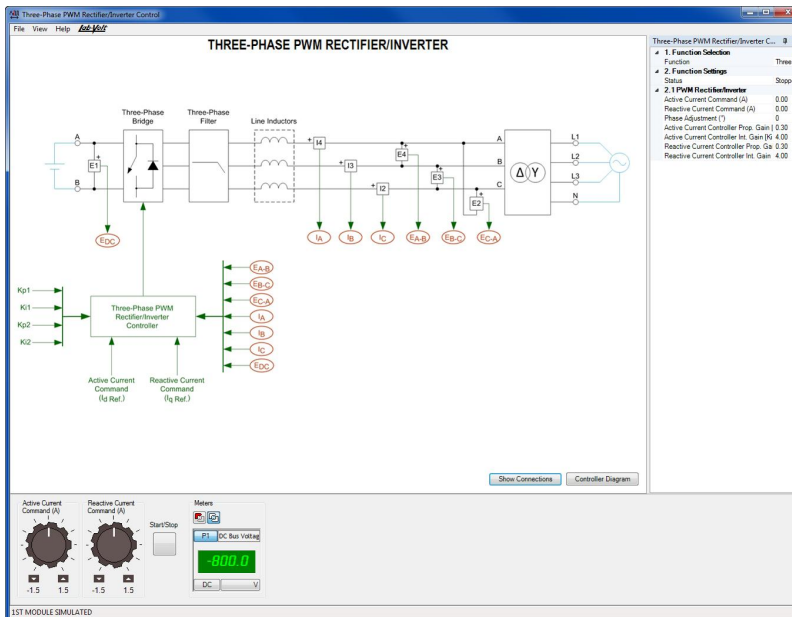 Three-Phase PWM Rectifier/Inverter Control
File View Help Lab-Volt
THREE-PHASE PWM RECTIFIER/INVERTER
Three-Phase
Bridge
Three-Phase
Filter
Line Inductors
A
B
E1
+
EDC
+ I4
+ I3
+ I2
+
E4
+
E3
+
E2
A
B
C
Δ Y
L1
L2
L3
N
IA
IB
IC
EA-B
EB-C
EC-A
Kp1
Ki1
Kp2
Ki2
Three-Phase PWM
Rectifier/Inverter
Controller
EA-B
EB-C
EC-A
IA
IB
IC
EDC
Active Current
Command
(Id Ref.)
Reactive Current
Command
(Iq Ref.)
Show Connections
Controller Diagram
Three-Phase PWM Rectifier/Inverter C...
1. Function Selection
Function Three
2. Function Settings
Status Stopp
2.1 PWM Rectifier/Inverter
Active Current Command (A) 0.00
Reactive Current Command (A) 0.00
Phase Adjustment (°) 0
Active Current Controller Prop. Gain [ 0.30
Active Current Controller Int. Gain [Ki 4.00
Reactive Current Controller Prop. Ga 0.30
Reactive Current Controller Int. Gain 4.00
Active Current
Command (A)
-1.5 1.5
Reactive Current
Command (A)
-1.5 1.5
Start/Stop
Meters
P1 DC Bus Voltag
-800.0
DC V
1ST MODULE SIMULATED